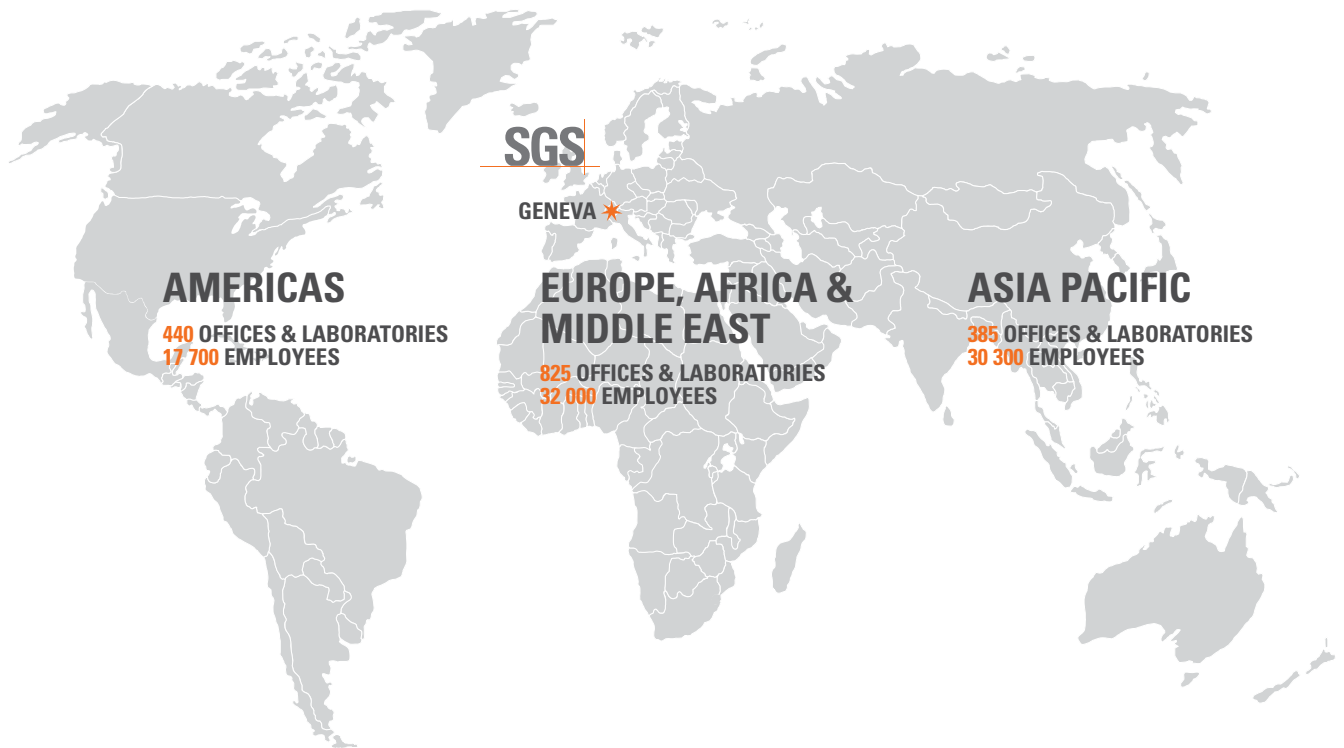 SGS
GENEVA
AMERICAS
440 OFFICES & LABORATORIES
17 700 EMPLOYEES
EUROPE, AFRICA &
MIDDLE EAST
825 OFFICES & LABORATORIES
32 000 EMPLOYEES
ASIA PACIFIC
385 OFFICES & LABORATORIES
30 300 EMPLOYEES